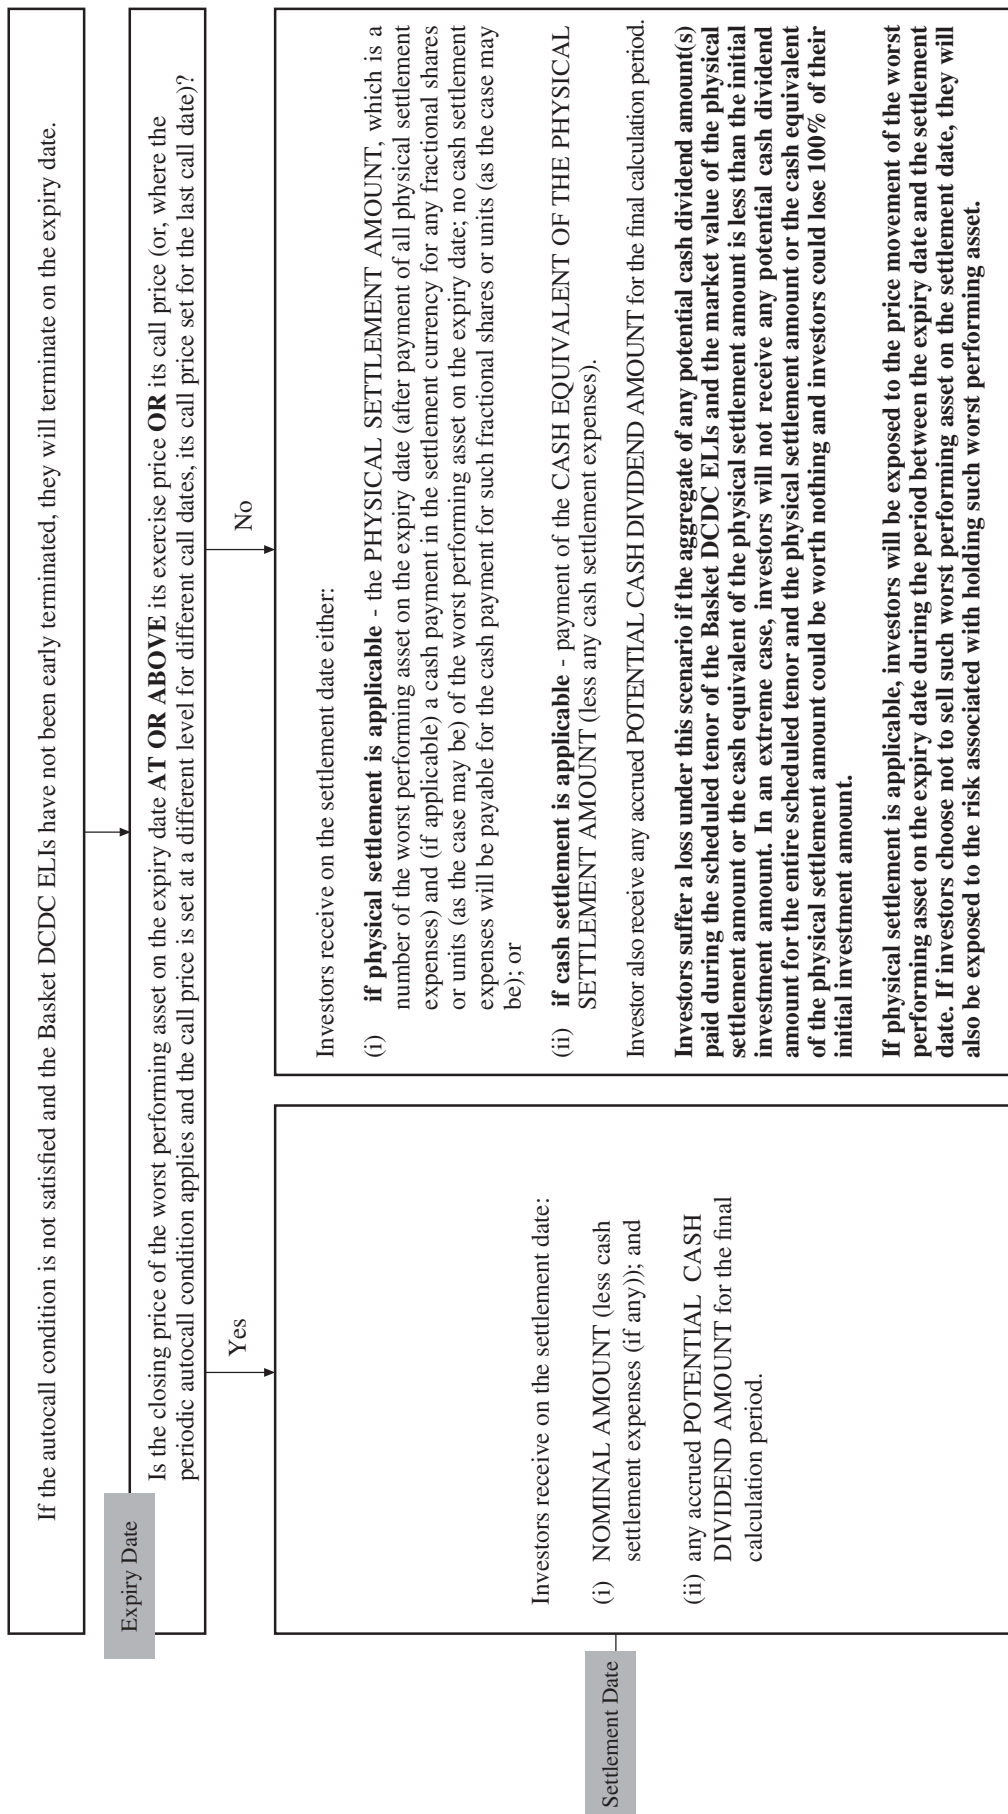 If the autocall condition is not satisfied and the Basket DCDC ELIs have not been early terminated, they will terminate on the expiry date.
Expiry Date
Is the closing price of the worst performing asset on the expiry date AT OR ABOVE its exercise price OR its call price (or, where the
periodic autocall condition applies and the call price is set at a different level for different call dates, its call price set for the last call date)?
Yes
No
Settlement Date
Investors receive on the settlement date:
(i) NOMINAL AMOUNT (less cash
settlement expenses (if any)); and
(ii) any accrued POTENTIAL CASH
DIVIDEND AMOUNT for the final
calculation period.
Investors receive on the settlement date either:
(i) if physical settlement is applicable - the PHYSICAL SETTLEMENT AMOUNT, which is a
number of the worst performing asset on the expiry date (after payment of all physical settlement
expenses) and (if applicable) a cash payment in the settlement currency for any fractional shares
or units (as the case may be) of the worst performing asset on the expiry date; no cash settlement
expenses will be payable for the cash payment for such fractional shares or units (as the case may
be); or
(ii) if cash settlement is applicable - payment of the CASH EQUIVALENT OF THE PHYSICAL
SETTLEMENT AMOUNT (less any cash settlement expenses).
Investor also receive any accrued POTENTIAL CASH DIVIDEND AMOUNT for the final calculation period.
Investors suffer a loss under this scenario if the aggregate of any potential cash dividend amount(s)
paid during the scheduled tenor of the Basket DCDC ELIs and the market value of the physical
settlement amount or the cash equivalent of the physical settlement amount is less than the initial
investment amount. In an extreme case, investors will not receive any potential cash dividend
amount for the entire scheduled tenor and the physical settlement amount or the cash equivalent
of the physical settlement amount could be worth nothing and investors could lose 100% of their
initial investment amount.
If physical settlement is applicable, investors will be exposed to the price movement of the worst
performing asset on the expiry date during the period between the expiry date and the settlement
date. If investors choose not to sell such worst performing asset on the settlement date, they will
also be exposed to the risk associated with holding such worst performing asset.